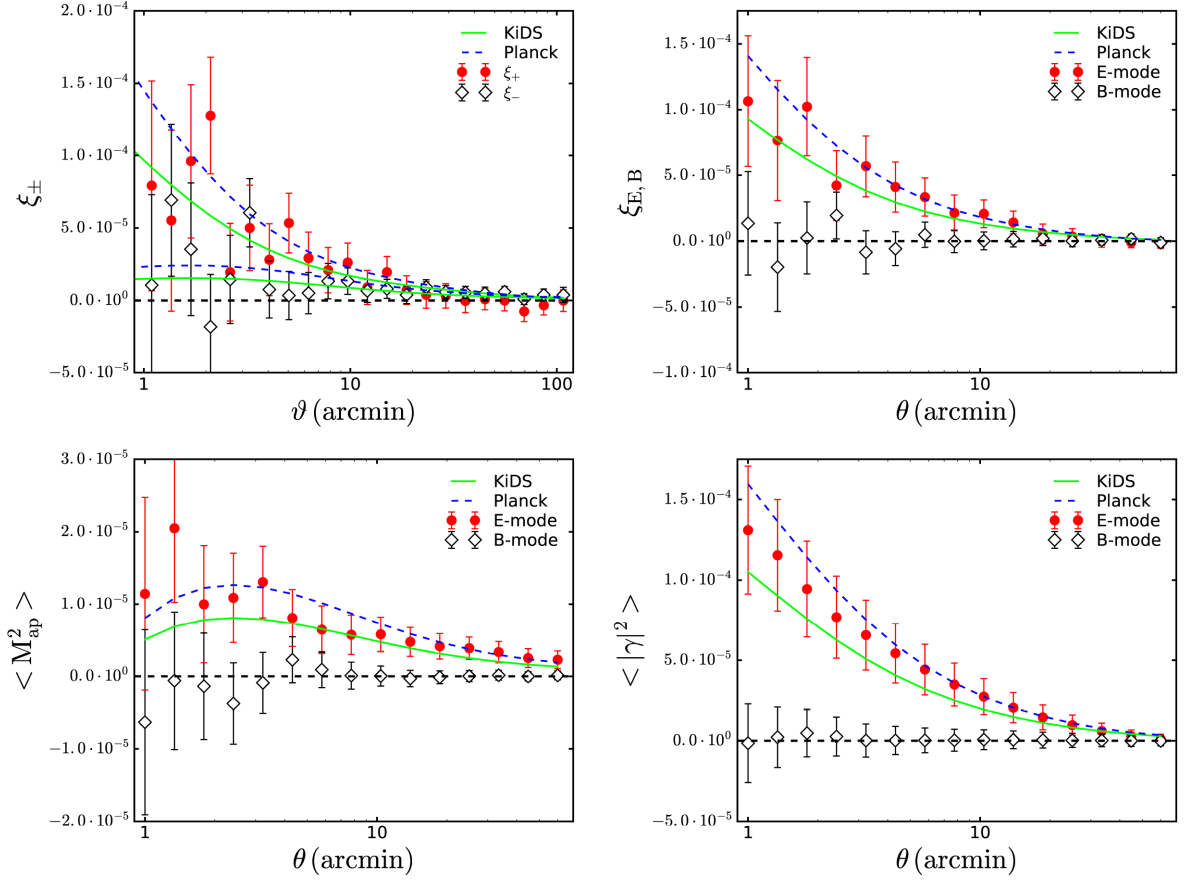 2.0·10⁻⁴
1.5·10⁻⁴
1.0·10⁻⁴
5.0·10⁻⁵
0.0·10⁰
−5.0·10⁻⁵
ξ±
KiDS
Planck
ξ₊
ξ₋
1 10 100
ϑ (arcmin)
1.5·10⁻⁴
1.0·10⁻⁴
5.0·10⁻⁵
0.0·10⁰
−5.0·10⁻⁵
−1.0·10⁻⁴
ξE,B
KiDS
Planck
E-mode
B-mode
1 10
θ (arcmin)
3.0·10⁻⁵
2.0·10⁻⁵
1.0·10⁻⁵
0.0·10⁰
−1.0·10⁻⁵
−2.0·10⁻⁵
<M²ap>
KiDS
Planck
E-mode
B-mode
1 10
θ (arcmin)
1.5·10⁻⁴
1.0·10⁻⁴
5.0·10⁻⁵
0.0·10⁰
−5.0·10⁻⁵
<|γ|²>
KiDS
Planck
E-mode
B-mode
1 10
θ (arcmin)